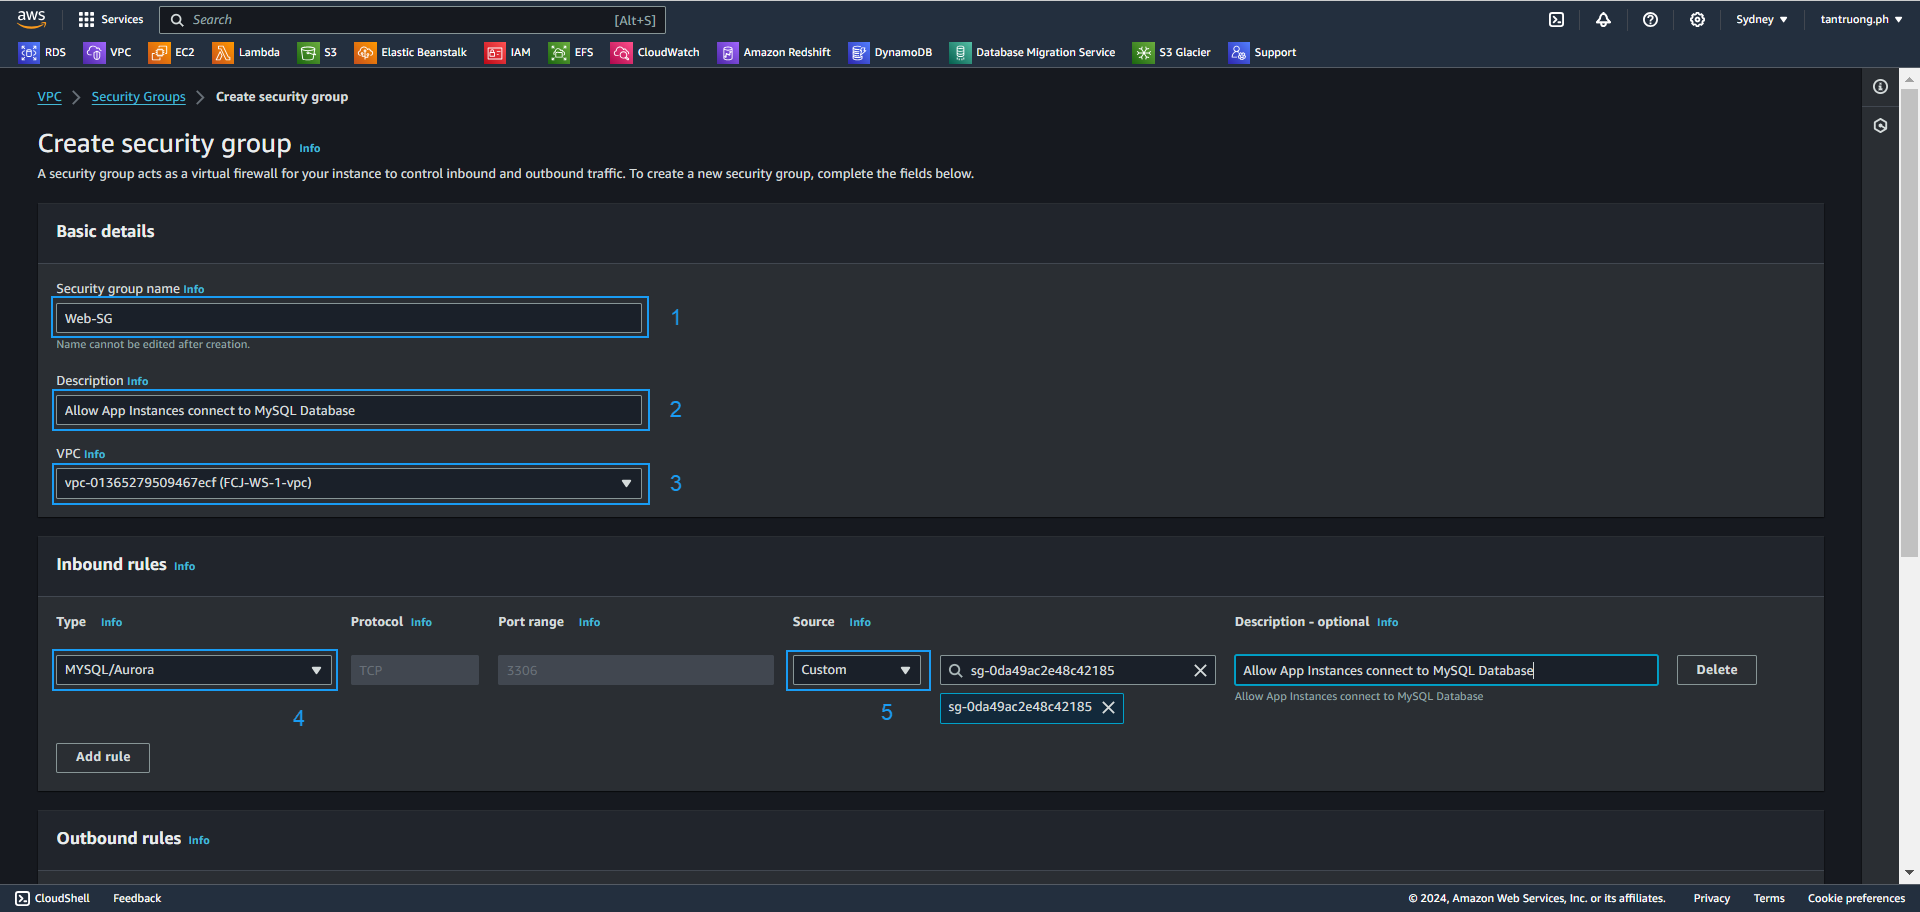 aws Services Search [Alt+S] Sydney tantruong.ph
RDS VPC EC2 Lambda S3 Elastic Beanstalk IAM EFS CloudWatch Amazon Redshift DynamoDB Database Migration Service S3 Glacier Support
VPC Security Groups Create security group
Create security group Info
A security group acts as a virtual firewall for your instance to control inbound and outbound traffic. To create a new security group, complete the fields below.
Basic details
Security group name Info
Web-SG 1
Name cannot be edited after creation.
Description Info
Allow App Instances connect to MySQL Database 2
VPC Info
vpc-01365279509467ecf (FCJ-WS-1-vpc) 3
Inbound rules Info
Type Info Protocol Info Port range Info Source Info Description - optional Info
MYSQL/Aurora TCP 3306 Custom sg-0da49ac2e48c42185 Allow App Instances connect to MySQL Database Delete
Allow App Instances connect to MySQL Database
4 5 sg-0da49ac2e48c42185
Add rule
Outbound rules Info
CloudShell Feedback © 2024, Amazon Web Services, Inc. or its affiliates. Privacy Terms Cookie preferences